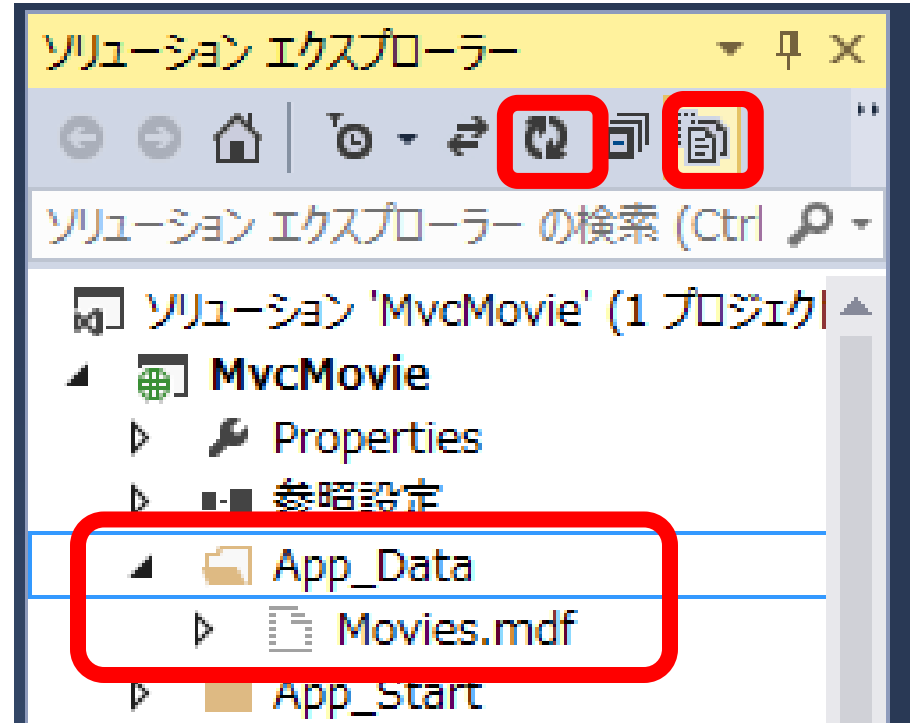 ソリューション エクスプローラー
ソリューション エクスプローラー の検索 (Ctrl
ソリューション 'MvcMovie' (1 プロジェク
MvcMovie
Properties
参照設定
App_Data
Movies.mdf
App_Start